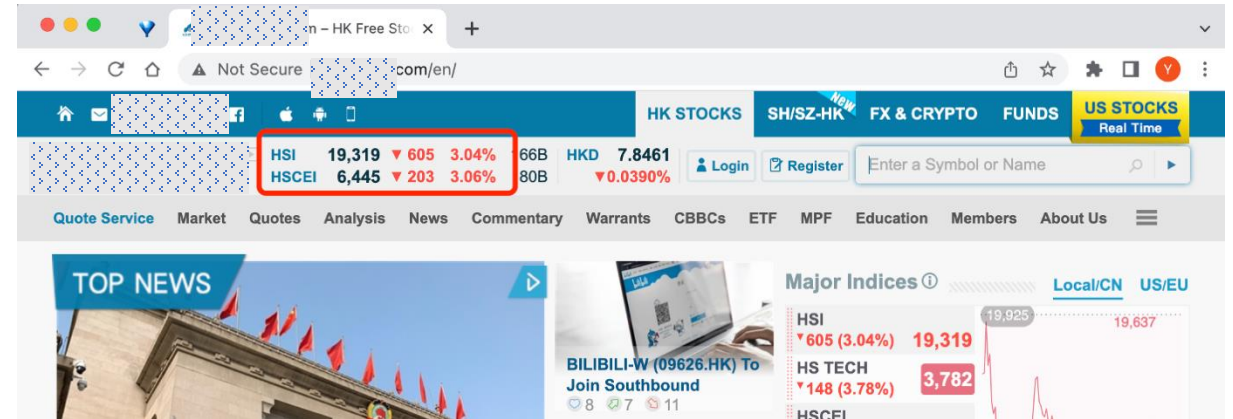 – HK Free Sto
Not Secure com/en/
HK STOCKS SH/SZ-HK New FX & CRYPTO FUNDS US STOCKS
Real Time
HSI 19,319 ▼ 605 3.04% 66B HKD 7.8461 Login Register Enter a Symbol or Name
HSCEI 6,445 ▼ 203 3.06% 80B ▼0.0390%
Quote Service Market Quotes Analysis News Commentary Warrants CBBCs ETF MPF Education Members About Us
TOP NEWS
Major Indices Local/CN US/EU
HSI
▼605 (3.04%) 19,319
19,925 19,637
BILIBILI-W (09626.HK) To
Join Southbound
8 7 11
HS TECH
▼148 (3.78%) 3,782
HSCEI